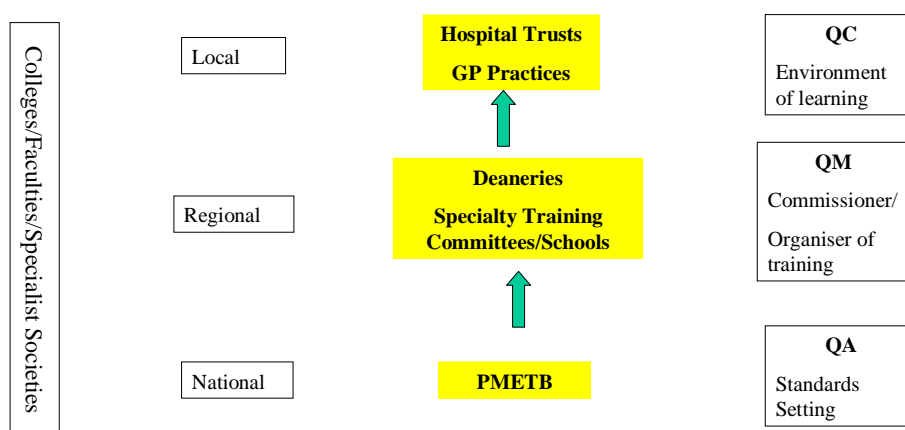 Colleges/Faculties/Specialist Societies
Local
Hospital Trusts
GP Practices
QC
Environment
of learning
Regional
Deaneries
Specialty Training
Committees/Schools
QM
Commissioner/
Organiser of
training
National
PMETB
QA
Standards
Setting